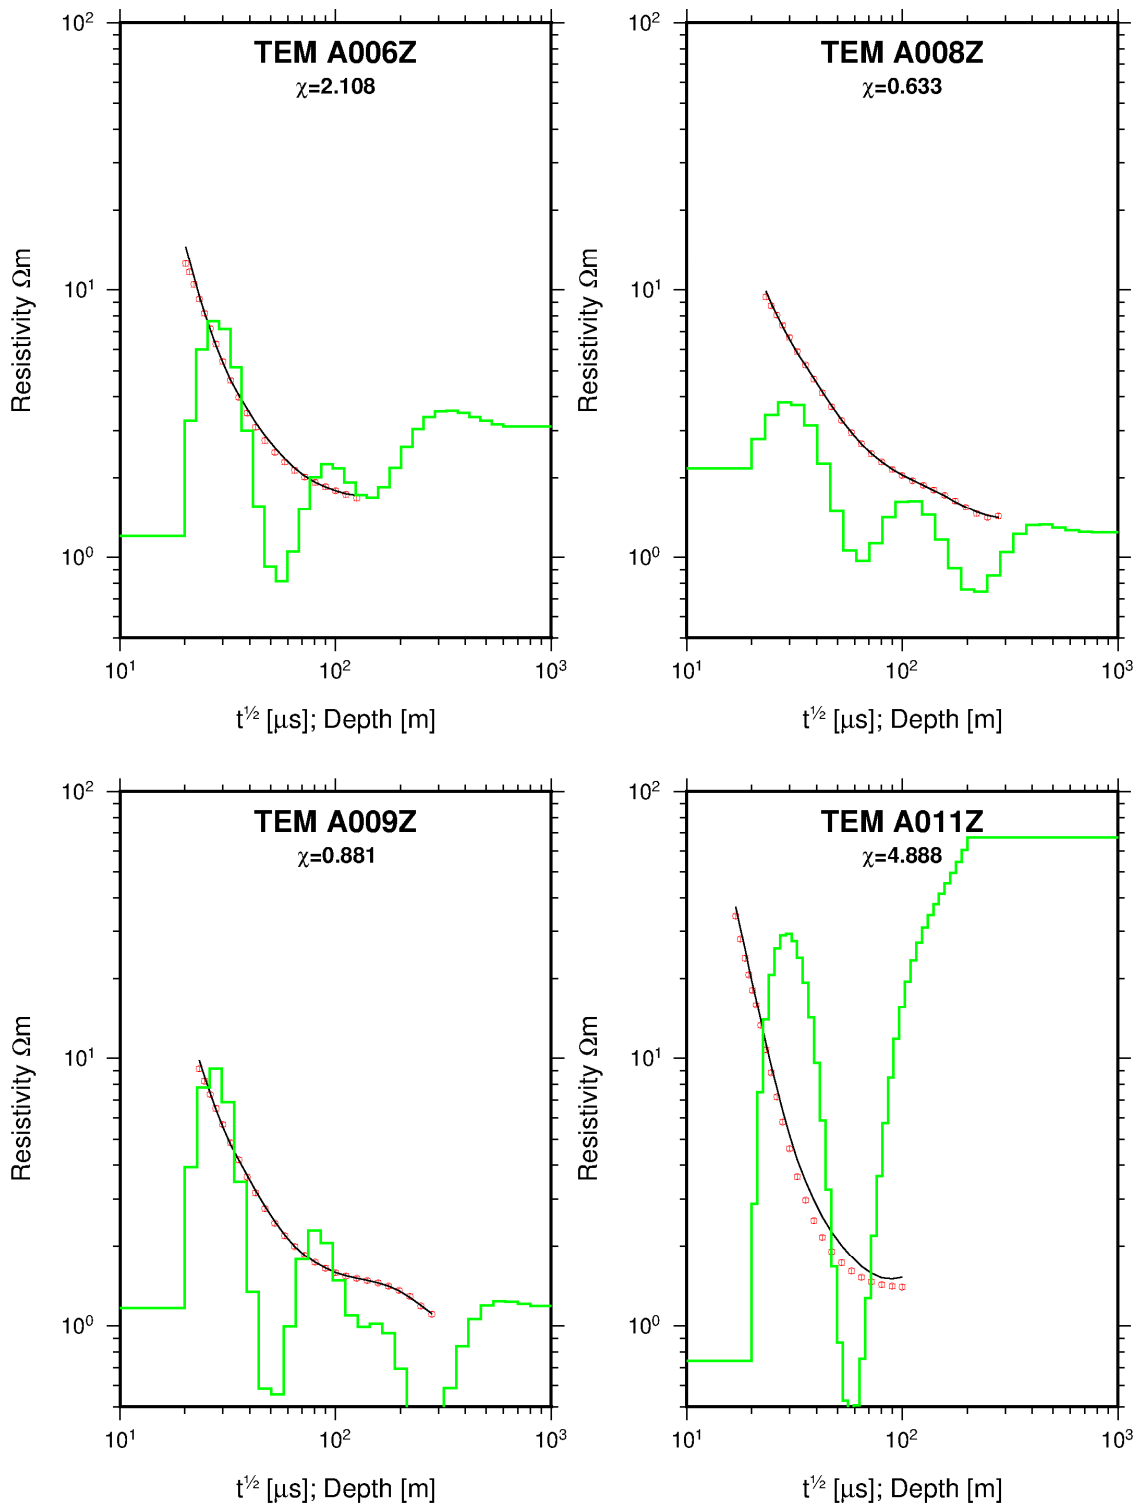 TEM A006Z
χ=2.108
10²
10¹
10⁰
Resistivity Ωm
10¹ 10² 10³
t½ [μs]; Depth [m]
TEM A008Z
χ=0.633
10²
10¹
10⁰
Resistivity Ωm
10¹ 10² 10³
t½ [μs]; Depth [m]
TEM A009Z
χ=0.881
10²
10¹
10⁰
Resistivity Ωm
10¹ 10² 10³
t½ [μs]; Depth [m]
TEM A011Z
χ=4.888
10²
10¹
10⁰
Resistivity Ωm
10¹ 10² 10³
t½ [μs]; Depth [m]